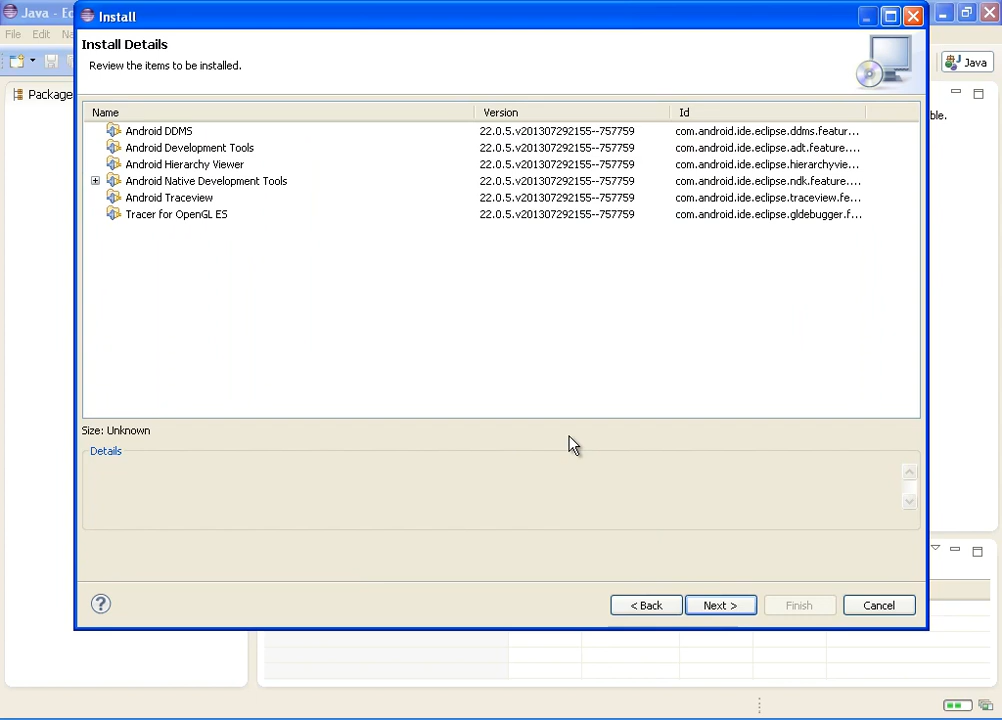 Java - Ec
Install
File Edit Na
Install Details
Review the items to be installed.
Java
Package
ble.
Name Version Id
Android DDMS 22.0.5.v201307292155--757759 com.android.ide.eclipse.ddms.featur...
Android Development Tools 22.0.5.v201307292155--757759 com.android.ide.eclipse.adt.feature....
Android Hierarchy Viewer 22.0.5.v201307292155--757759 com.android.ide.eclipse.hierarchyvie...
Android Native Development Tools 22.0.5.v201307292155--757759 com.android.ide.eclipse.ndk.feature....
Android Traceview 22.0.5.v201307292155--757759 com.android.ide.eclipse.traceview.fe...
Tracer for OpenGL ES 22.0.5.v201307292155--757759 com.android.ide.eclipse.gldebugger.f...
Size: Unknown
Details
< Back Next > Finish Cancel